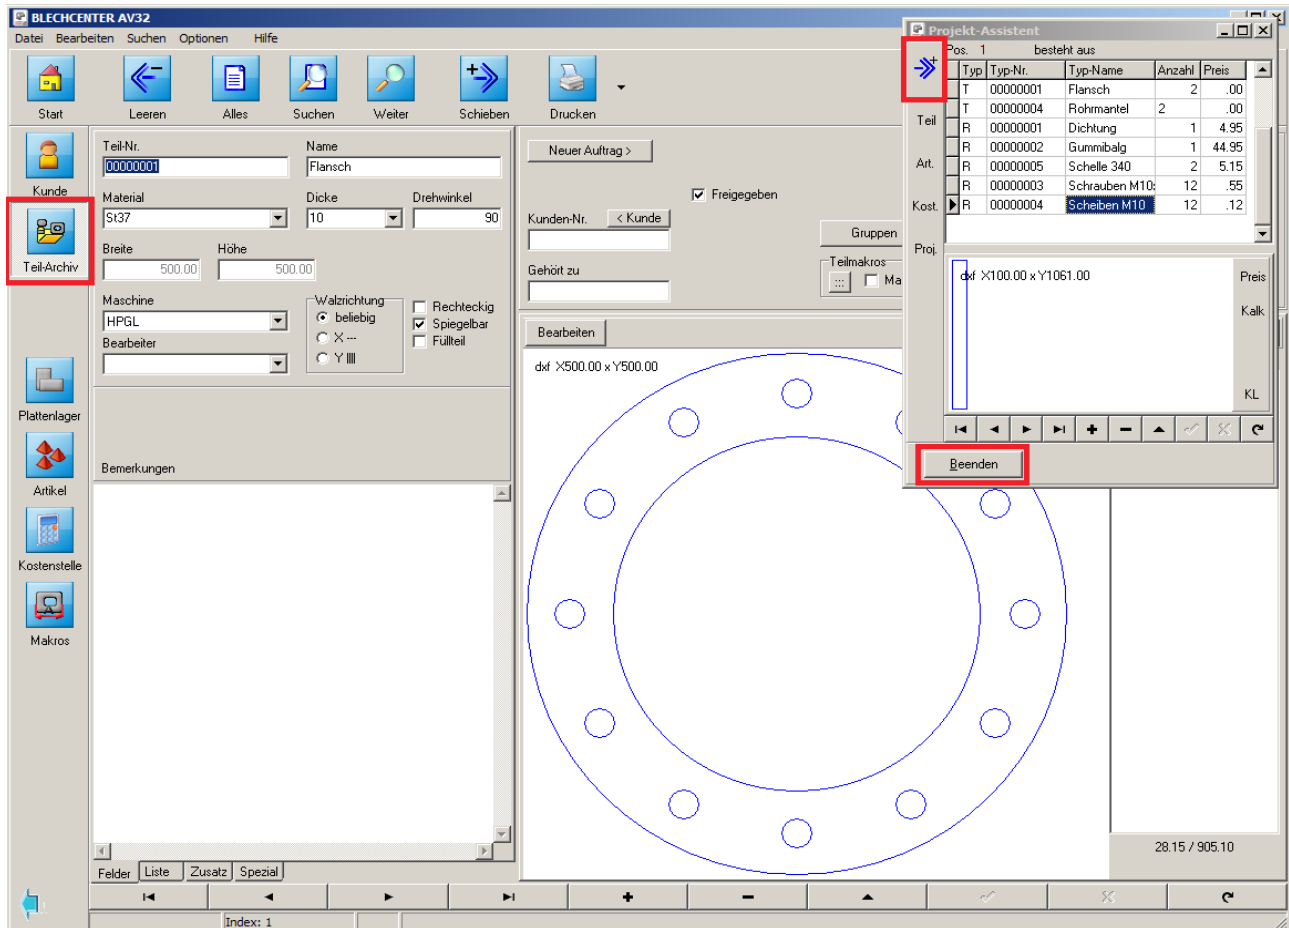 BLECHCENTER AV32
Datei Bearbeiten Suchen Optionen Hilfe
Start Leeren Alles Suchen Weiter Schieben Drucken
Kunde
Teil-Archiv
Plattenlager
Artikel
Kostenstelle
Makros
Teil-Nr. Name
00000001 Flansch
Material Dicke Drehwinkel
St37 10 90
Breite Höhe
500.00 500.00
Maschine Walzrichtung
HPGL beliebig
X ---
Y
Rechteckig
Spiegelbar
Füllteil
Bearbeiter
Bemerkungen
Felder Liste Zusatz Spezial
Index: 1
Neuer Auftrag >
Freigegeben
Kunden-Nr. < Kunde
Gruppen
Gehört zu
Teilmakros
... Ma
Bearbeiten
dxf X500.00 x Y500.00
28.15 / 905.10
Projekt-Assistent
Pos. 1 besteht aus
Typ Typ-Nr. Typ-Name Anzahl Preis
T 00000001 Flansch 2 .00
T 00000004 Rohrmantel 2 .00
R 00000001 Dichtung 1 4.95
R 00000002 Gummibalg 1 44.95
R 00000005 Schelle 340 2 5.15
R 00000003 Schrauben M10: 12 .55
R 00000004 Scheiben M10 12 .12
Teil
Art.
Kost.
Proj.
dxf X100.00 x Y1061.00
Preis
Kalk
KL
Beenden